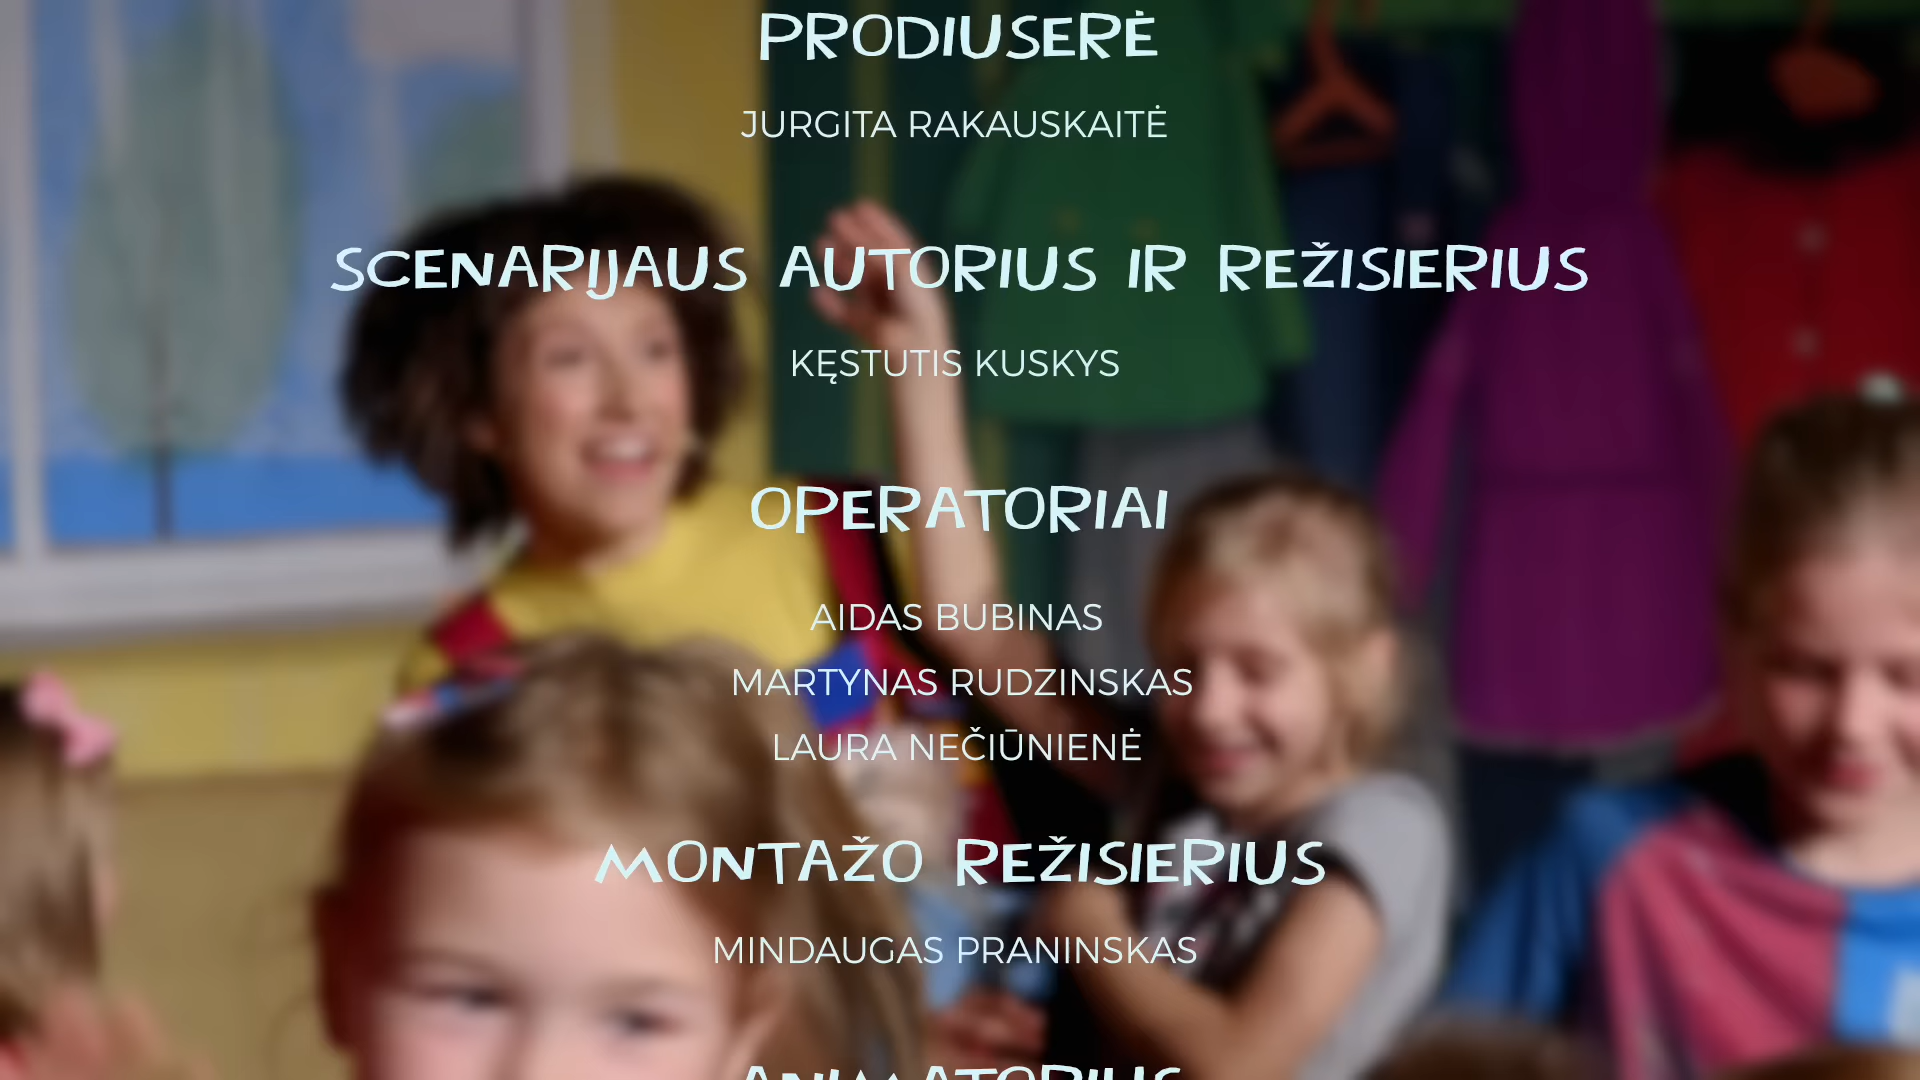 PRODIUSERĖ
JURGITA RAKAUSKAITĖ
SCENARIJAUS AUTORIUS IR REŽISIERIUS
KĘSTUTIS KUSKYS
OPERATORIAI
AIDAS BUBINAS
MARTYNAS RUDZINSKAS
LAURA NEČIŪNIENĖ
MONTAŽO REŽISIERIUS
MINDAUGAS PRANINSKAS
ANIMATORIUS